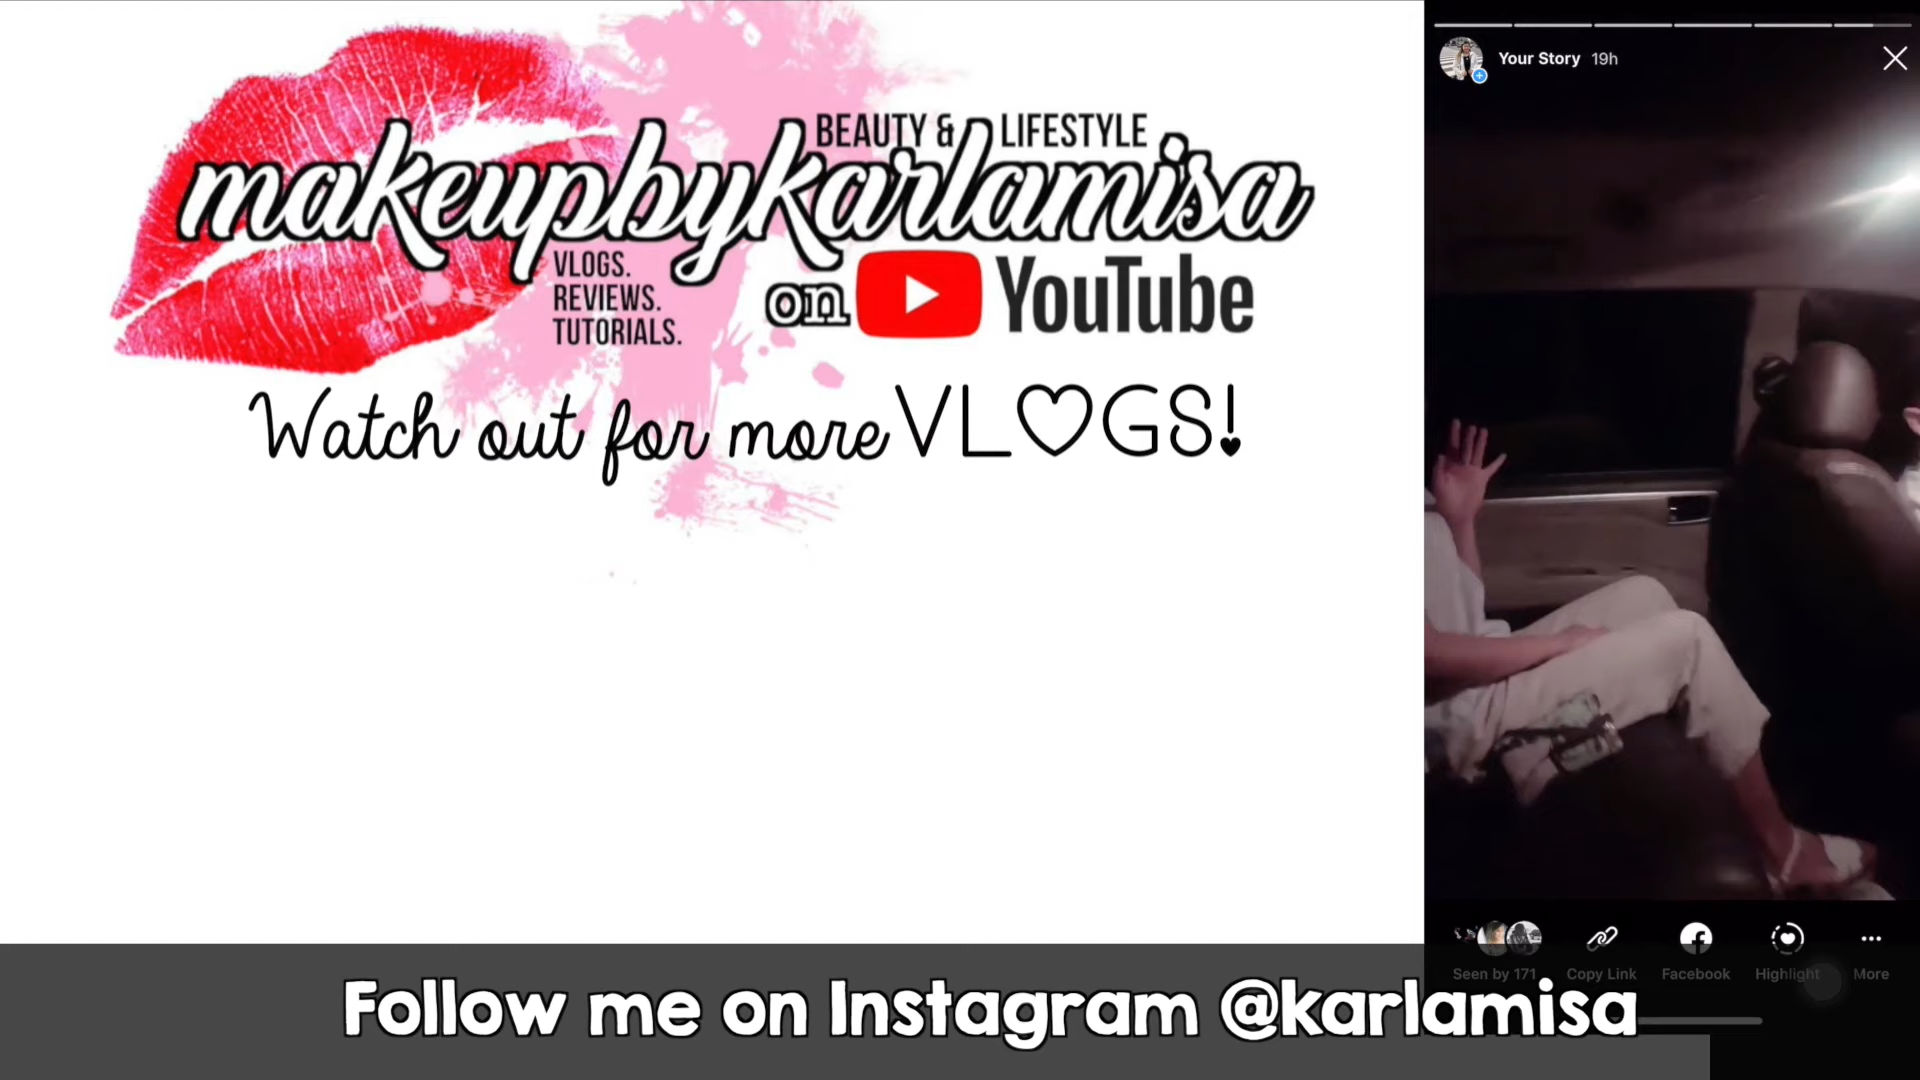 BEAUTY & LIFESTYLE
makeupbykarlamisa
VLOGS.
REVIEWS.
TUTORIALS.
on YouTube
Watch out for more VLOGS!
Your Story 19h
Seen by 171 Copy Link Facebook Highlight More
Follow me on Instagram @karlamisa